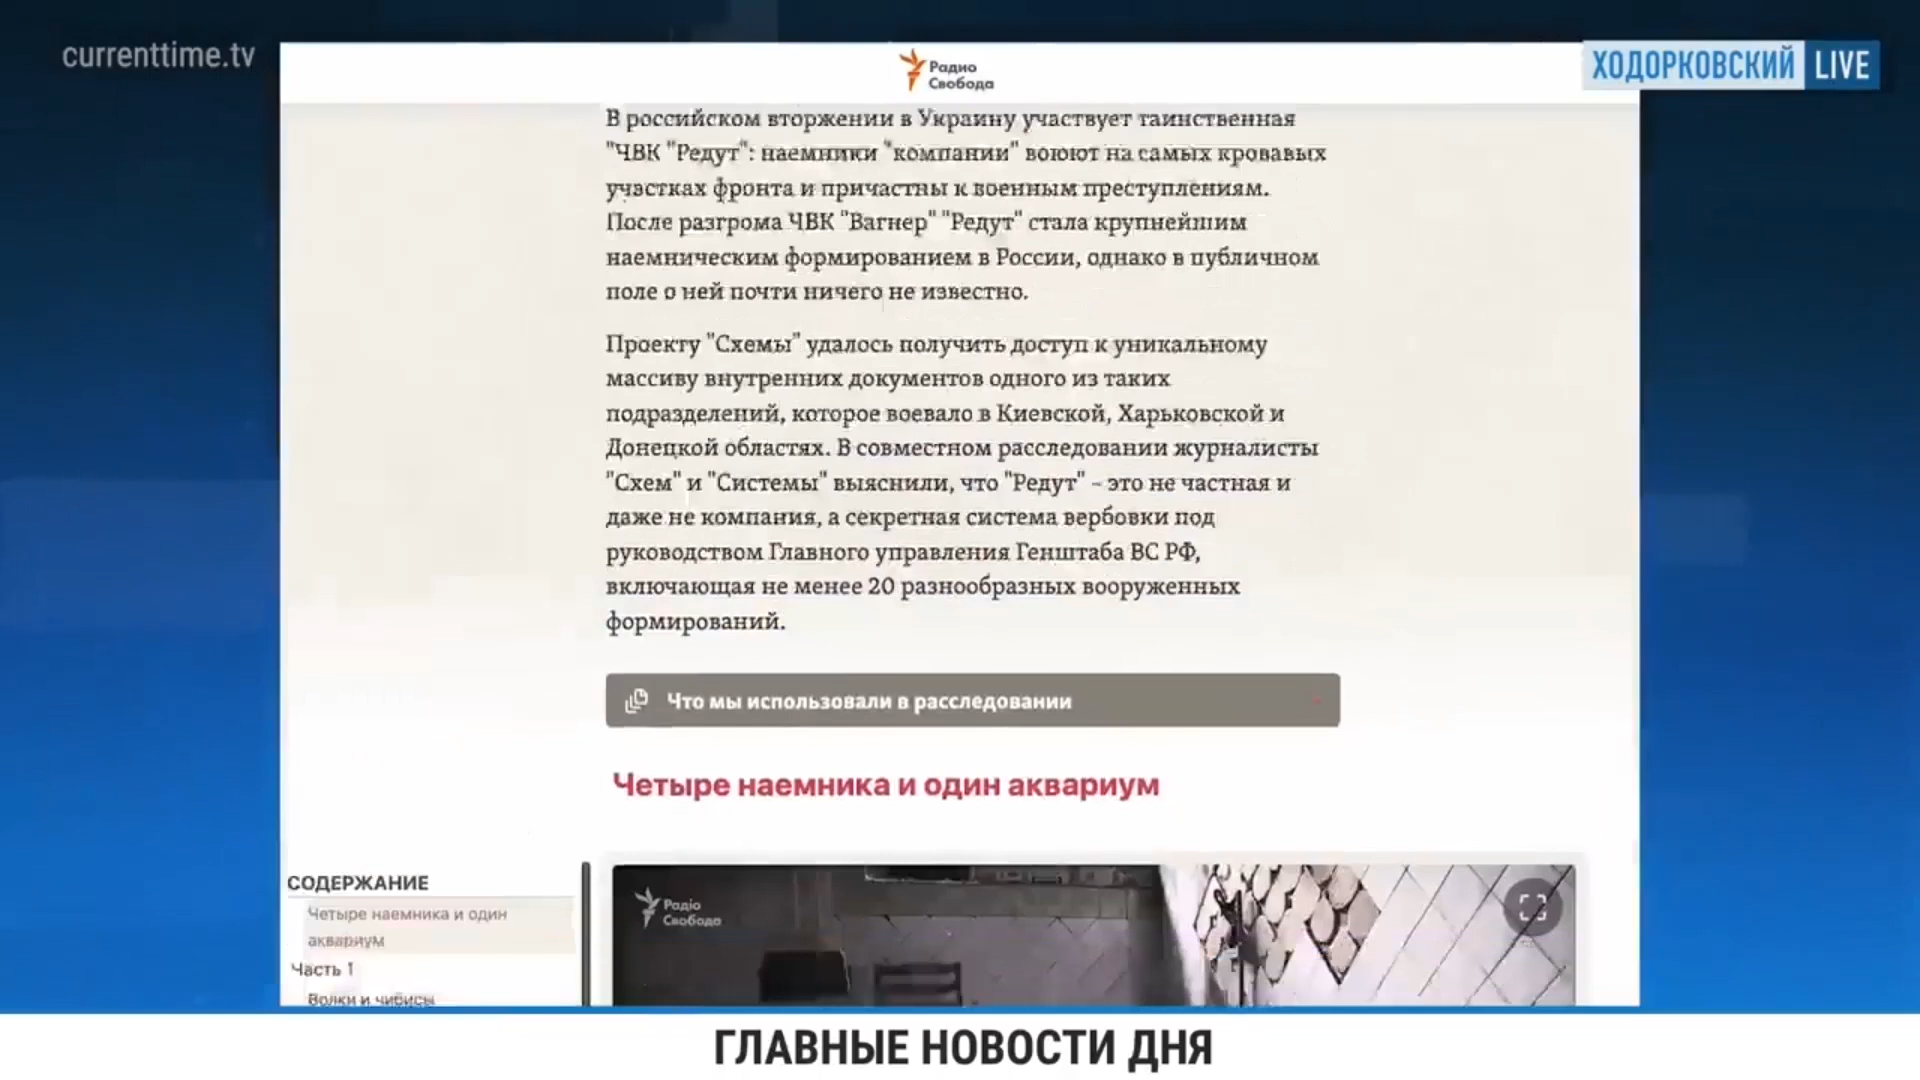 currenttime.tv
Радио
Свобода
ХОДОРКОВСКИЙ LIVE
В российском вторжении в Украину участвует таинственная
"ЧВК "Редут": наемники "компании" воюют на самых кровавых
участках фронта и причастны к военным преступлениям.
После разгрома ЧВК "Вагнер" "Редут" стала крупнейшим
наемническим формированием в России, однако в публичном
поле о ней почти ничего не известно.
Проекту "Схемы" удалось получить доступ к уникальному
массиву внутренних документов одного из таких
подразделений, которое воевало в Киевской, Харьковской и
Донецкой областях. В совместном расследовании журналисты
"Схем" и "Системы" выяснили, что "Редут" – это не частная и
даже не компания, а секретная система вербовки под
руководством Главного управления Генштаба ВС РФ,
включающая не менее 20 разнообразных вооруженных
формирований.
Что мы использовали в расследовании
Четыре наемника и один аквариум
СОДЕРЖАНИЕ
Четыре наемника и один
аквариум
Часть 1
Волки и чибисы
Радіо
Свобода
ГЛАВНЫЕ НОВОСТИ ДНЯ